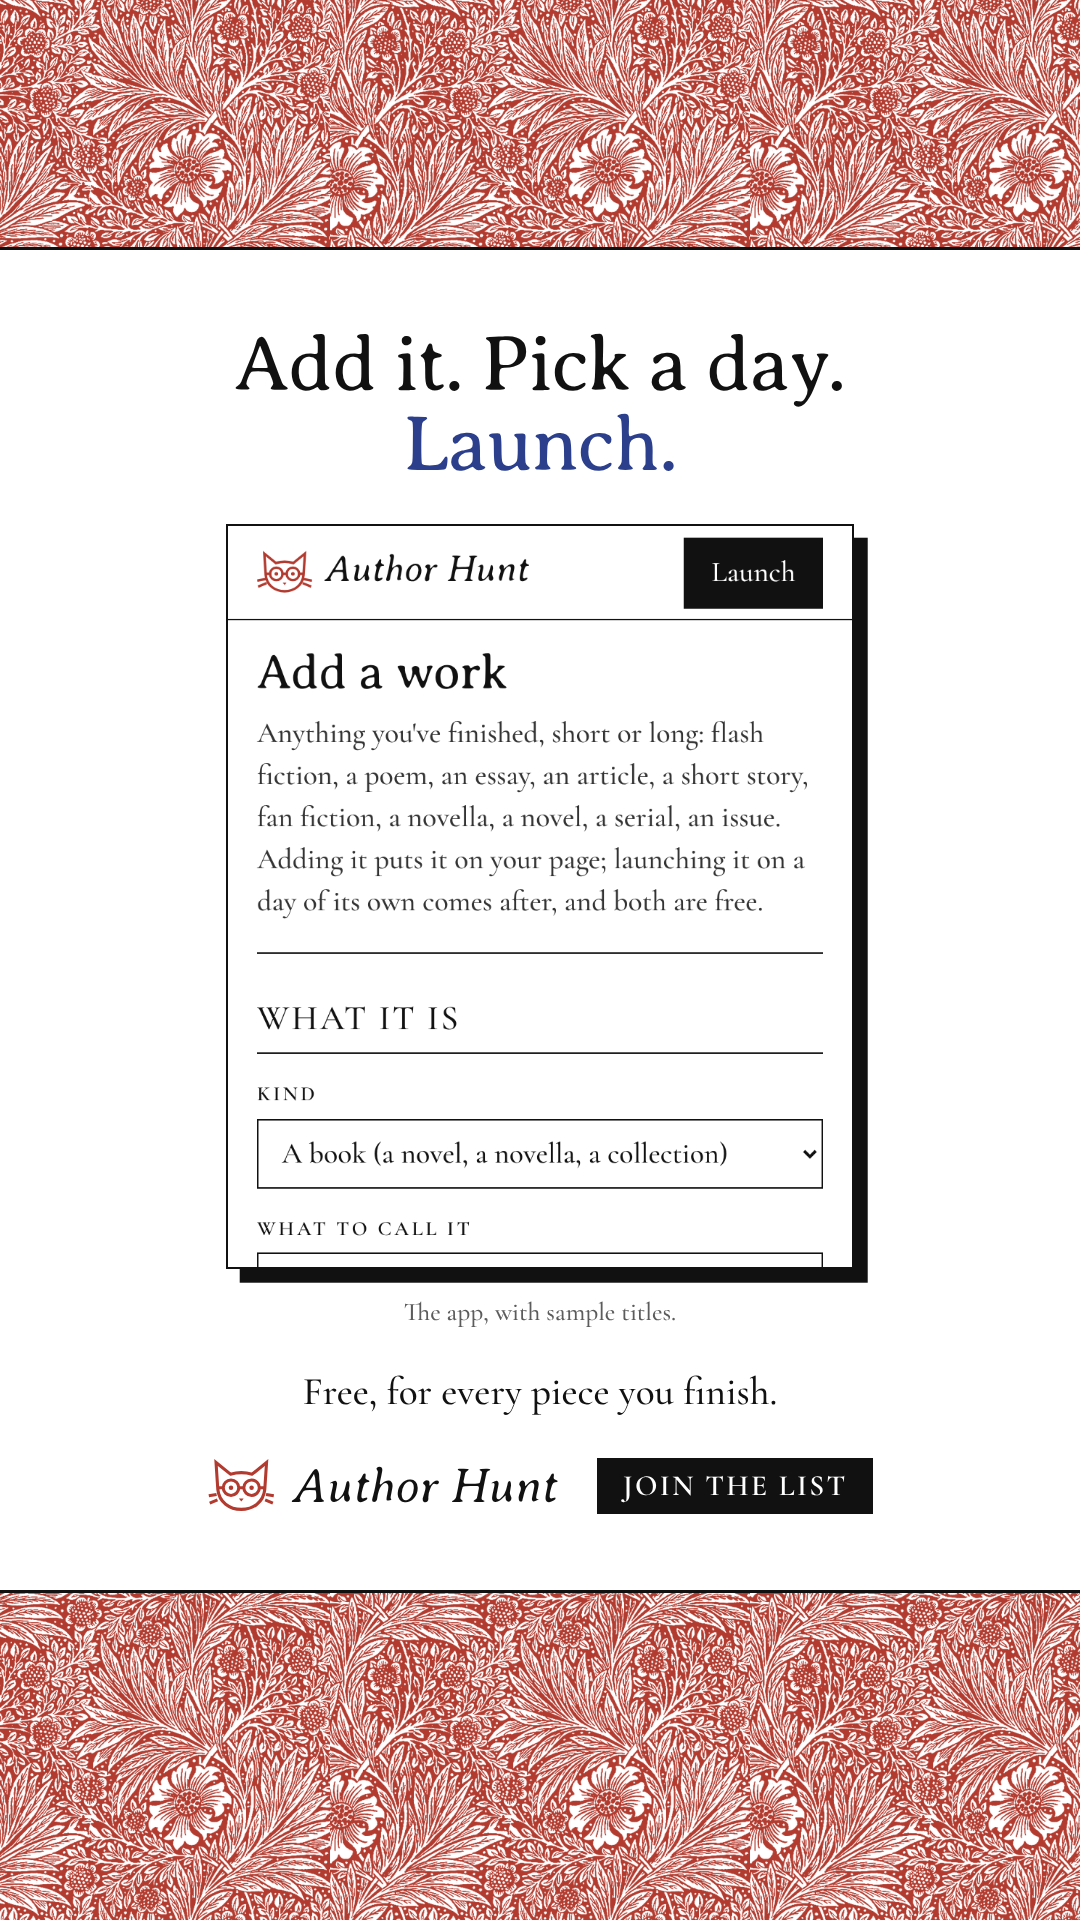 Add it. Pick a day.
Launch.
Author Hunt
Launch
Add a work
Anything you've finished, short or long: flash
fiction, a poem, an essay, an article, a short story,
fan fiction, a novella, a novel, a serial, an issue.
Adding it puts it on your page; launching it on a
day of its own comes after, and both are free.
WHAT IT IS
KIND
A book (a novel, a novella, a collection)
WHAT TO CALL IT
The app, with sample titles.
Free, for every piece you finish.
Author Hunt
JOIN THE LIST